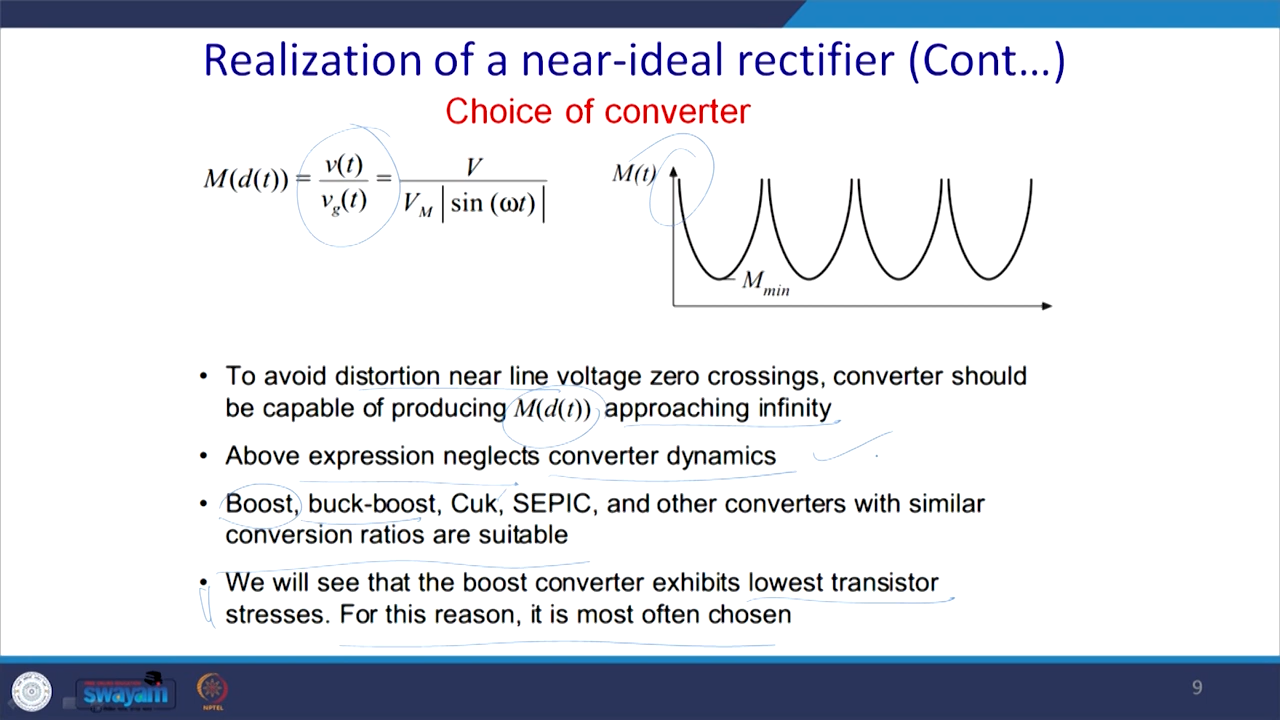 Realization of a near-ideal rectifier (Cont...)
Choice of converter
M(d(t)) = v(t) / v_g(t) = V / V_M | sin (ωt) |
M(t)
M_min
• To avoid distortion near line voltage zero crossings, converter should
be capable of producing M(d(t)) approaching infinity
• Above expression neglects converter dynamics
• Boost, buck-boost, Cuk, SEPIC, and other converters with similar
conversion ratios are suitable
• We will see that the boost converter exhibits lowest transistor
stresses. For this reason, it is most often chosen
swayam
NPTEL
9